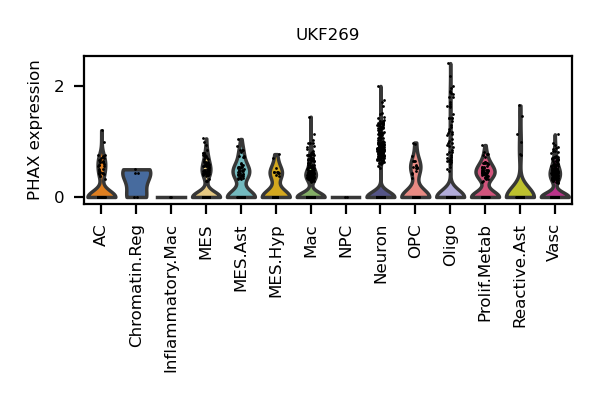 UKF269
PHAX expression
2
0
AC
Chromatin.Reg
Inflammatory.Mac
MES
MES.Ast
MES.Hyp
Mac
NPC
Neuron
OPC
Oligo
Prolif.Metab
Reactive.Ast
Vasc